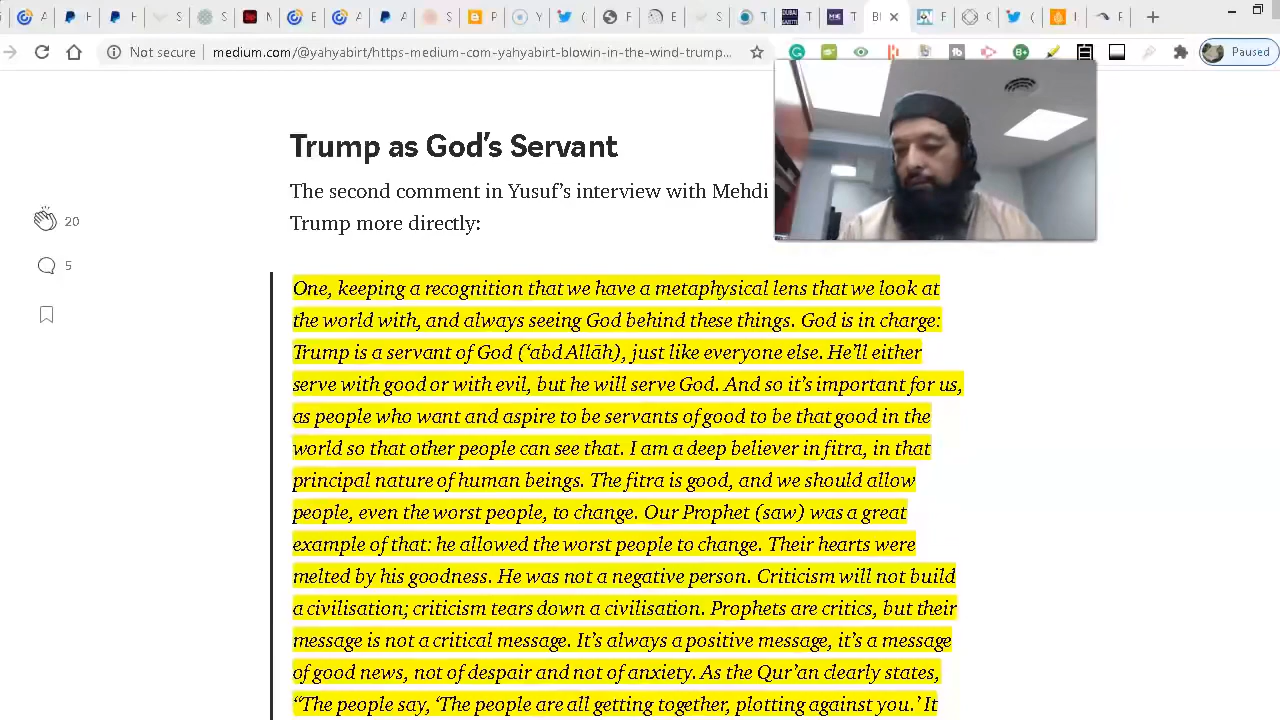 Not secure
medium.com/@yahyabirt/https-medium-com-yahyabirt-blowin-in-the-wind-trump...
Paused
Trump as God's Servant
The second comment in Yusuf's interview with Mehdi
Trump more directly:
20
5
One, keeping a recognition that we have a metaphysical lens that we look at
the world with, and always seeing God behind these things. God is in charge:
Trump is a servant of God (‘abd Allāh), just like everyone else. He'll either
serve with good or with evil, but he will serve God. And so it's important for us,
as people who want and aspire to be servants of good to be that good in the
world so that other people can see that. I am a deep believer in fitra, in that
principal nature of human beings. The fitra is good, and we should allow
people, even the worst people, to change. Our Prophet (saw) was a great
example of that: he allowed the worst people to change. Their hearts were
melted by his goodness. He was not a negative person. Criticism will not build
a civilisation; criticism tears down a civilisation. Prophets are critics, but their
message is not a critical message. It's always a positive message, it's a message
of good news, not of despair and not of anxiety. As the Qur'an clearly states,
“The people say, ‘The people are all getting together, plotting against you.’ It